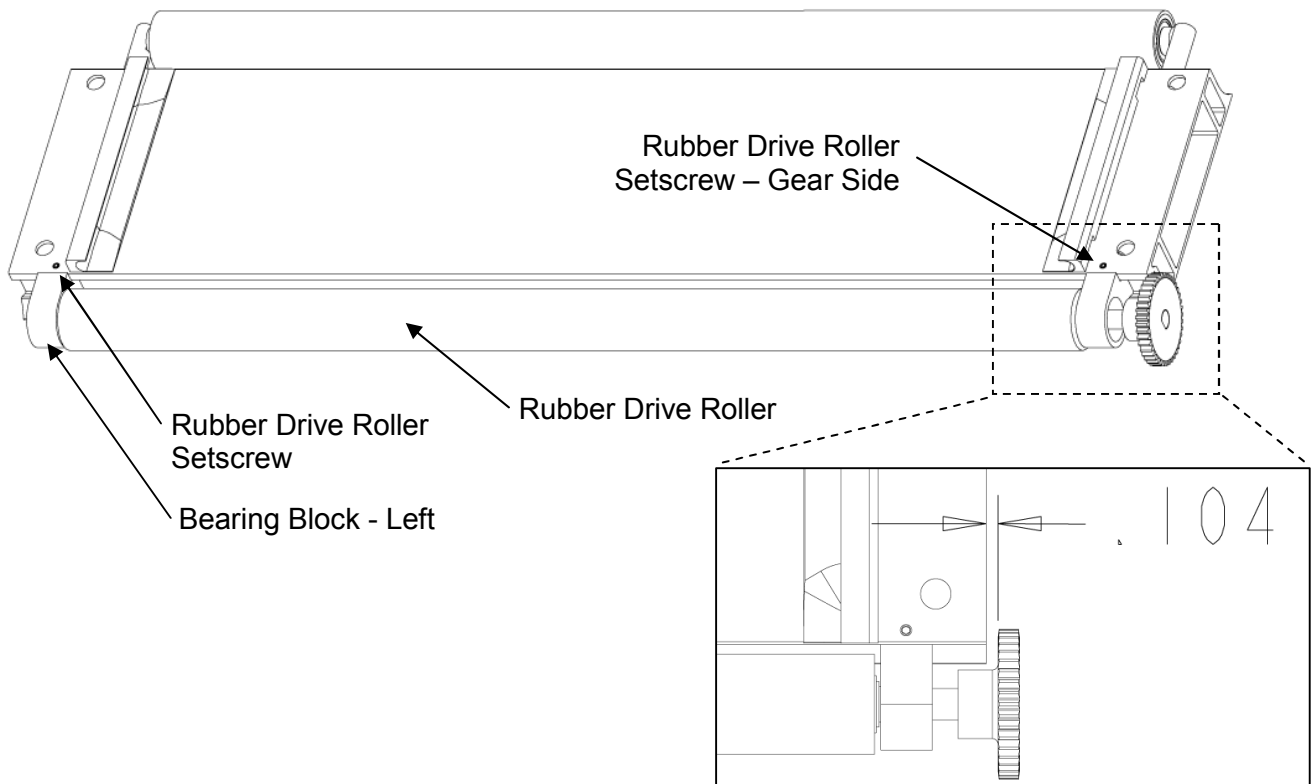 Rubber Drive Roller
Setscrew – Gear Side
Rubber Drive Roller
Rubber Drive Roller
Setscrew
Bearing Block - Left
.104